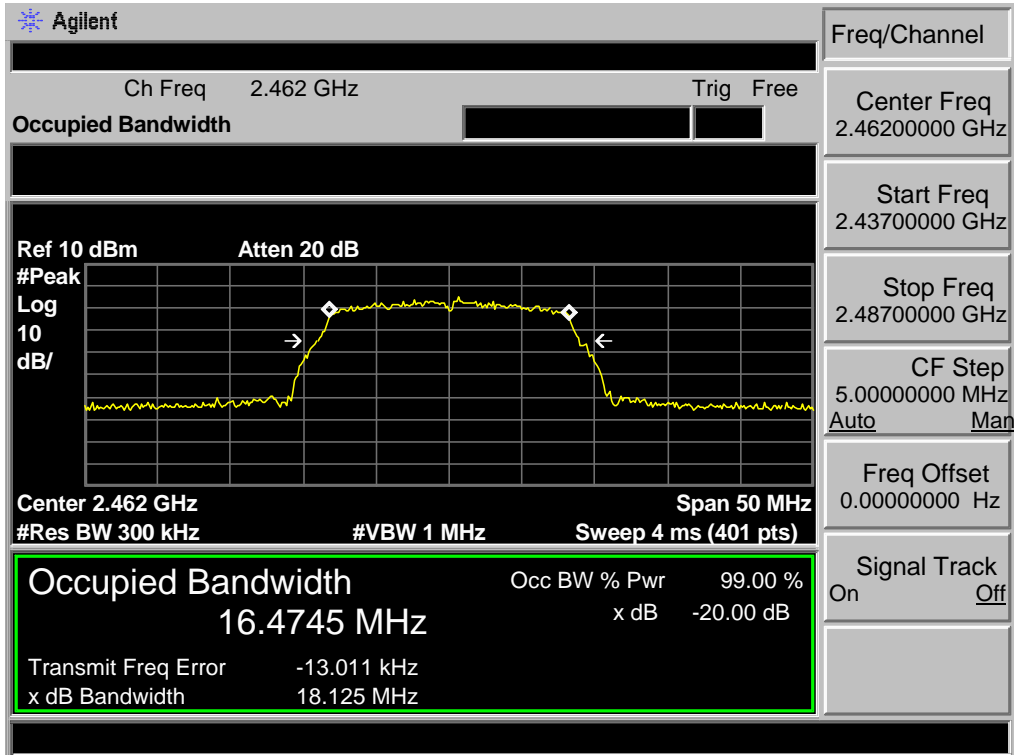 Agilent
Freq/Channel
Ch Freq 2.462 GHz Trig Free
Occupied Bandwidth
Center Freq
2.46200000 GHz
Start Freq
2.43700000 GHz
Stop Freq
2.48700000 GHz
CF Step
5.00000000 MHz
Auto Man
Freq Offset
0.00000000 Hz
Signal Track
On Off
Ref 10 dBm Atten 20 dB
#Peak
Log
10
dB/
Center 2.462 GHz Span 50 MHz
#Res BW 300 kHz #VBW 1 MHz Sweep 4 ms (401 pts)
Occupied Bandwidth Occ BW % Pwr 99.00 %
16.4745 MHz x dB -20.00 dB
Transmit Freq Error -13.011 kHz
x dB Bandwidth 18.125 MHz